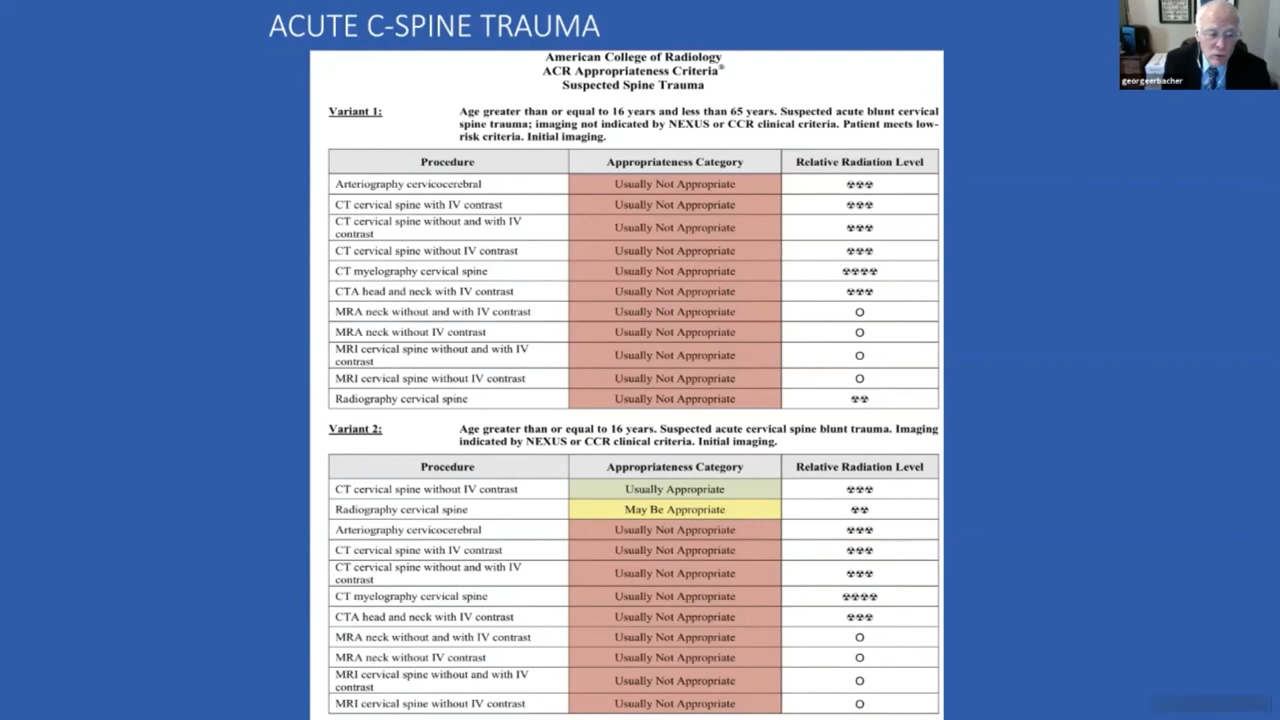 ACUTE C-SPINE TRAUMA
georgeerbacher
American College of Radiology
ACR Appropriateness Criteria®
Suspected Spine Trauma
Variant 1: Age greater than or equal to 16 years and less than 65 years. Suspected acute blunt cervical
spine trauma; imaging not indicated by NEXUS or CCR clinical criteria. Patient meets low-
risk criteria. Initial imaging.
Procedure Appropriateness Category Relative Radiation Level
Arteriography cervicocerebral Usually Not Appropriate ☢☢☢
CT cervical spine with IV contrast Usually Not Appropriate ☢☢☢
CT cervical spine without and with IV
contrast Usually Not Appropriate ☢☢☢
CT cervical spine without IV contrast Usually Not Appropriate ☢☢☢
CT myelography cervical spine Usually Not Appropriate ☢☢☢☢
CTA head and neck with IV contrast Usually Not Appropriate ☢☢☢
MRA neck without and with IV contrast Usually Not Appropriate O
MRA neck without IV contrast Usually Not Appropriate O
MRI cervical spine without and with IV
contrast Usually Not Appropriate O
MRI cervical spine without IV contrast Usually Not Appropriate O
Radiography cervical spine Usually Not Appropriate ☢☢
Variant 2: Age greater than or equal to 16 years. Suspected acute cervical spine blunt trauma. Imaging
indicated by NEXUS or CCR clinical criteria. Initial imaging.
Procedure Appropriateness Category Relative Radiation Level
CT cervical spine without IV contrast Usually Appropriate ☢☢☢
Radiography cervical spine May Be Appropriate ☢☢
Arteriography cervicocerebral Usually Not Appropriate ☢☢☢
CT cervical spine with IV contrast Usually Not Appropriate ☢☢☢
CT cervical spine without and with IV
contrast Usually Not Appropriate ☢☢☢
CT myelography cervical spine Usually Not Appropriate ☢☢☢☢
CTA head and neck with IV contrast Usually Not Appropriate ☢☢☢
MRA neck without and with IV contrast Usually Not Appropriate O
MRA neck without IV contrast Usually Not Appropriate O
MRI cervical spine without and with IV
contrast Usually Not Appropriate O
MRI cervical spine without IV contrast Usually Not Appropriate O